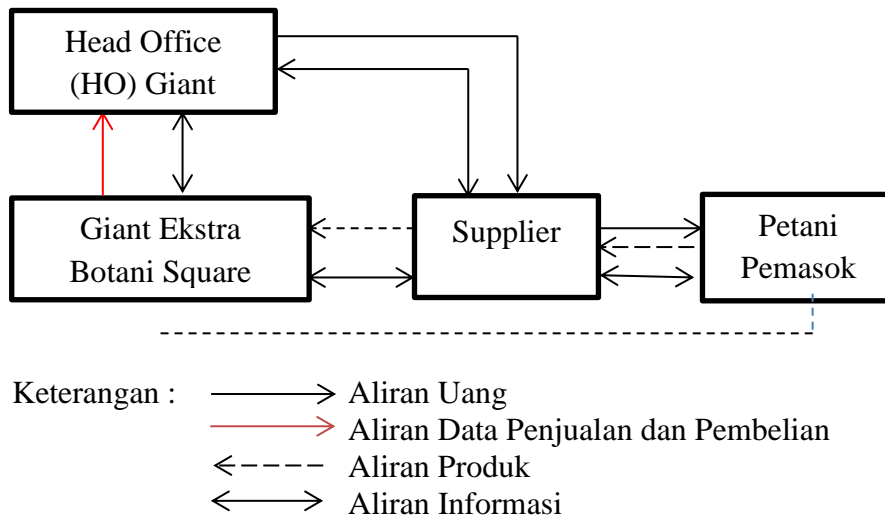 Head Office
(HO) Giant
Giant Ekstra
Botani Square
Supplier
Petani
Pemasok
Keterangan :
Aliran Uang
Aliran Data Penjualan dan Pembelian
Aliran Produk
Aliran Informasi